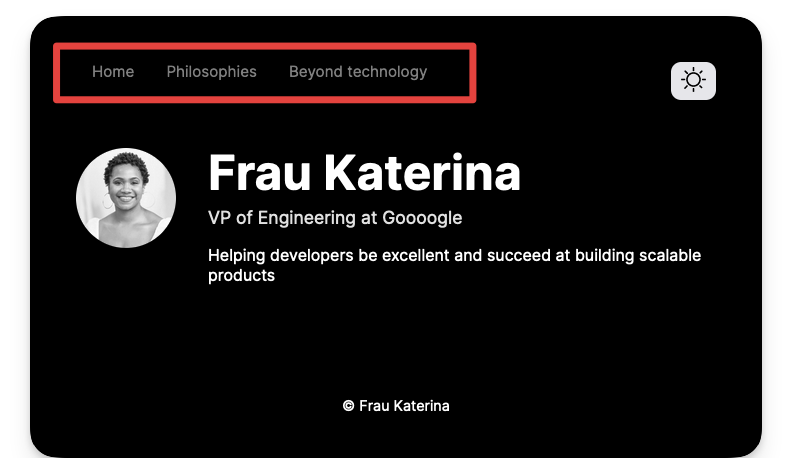 Home Philosophies Beyond technology
Frau Katerina
VP of Engineering at Goooogle
Helping developers be excellent and succeed at building scalable
products
© Frau Katerina